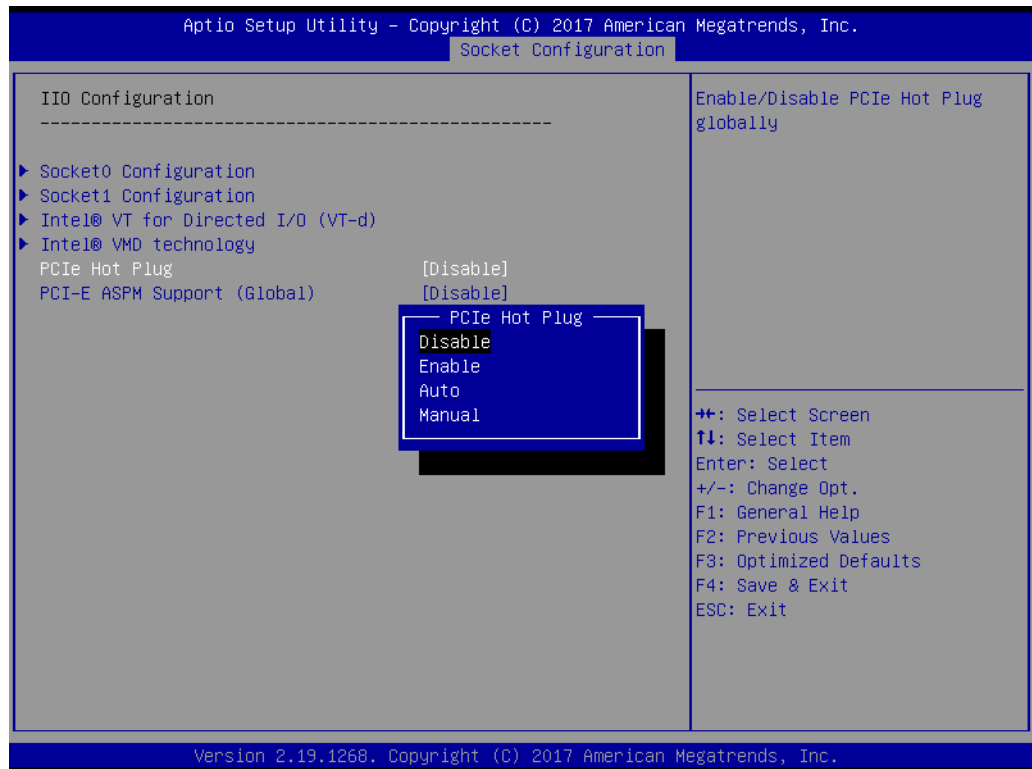 Aptio Setup Utility – Copyright (C) 2017 American Megatrends, Inc.
Socket Configuration
IIO Configuration
--------------------------------------------------
Socket0 Configuration
Socket1 Configuration
Intel® VT for Directed I/O (VT-d)
Intel® VMD technology
PCIe Hot Plug [Disable]
PCI-E ASPM Support (Global) [Disable]
PCIe Hot Plug
Disable
Enable
Auto
Manual
Enable/Disable PCIe Hot Plug
globally
→←: Select Screen
↑↓: Select Item
Enter: Select
+/-: Change Opt.
F1: General Help
F2: Previous Values
F3: Optimized Defaults
F4: Save & Exit
ESC: Exit
Version 2.19.1268. Copyright (C) 2017 American Megatrends, Inc.